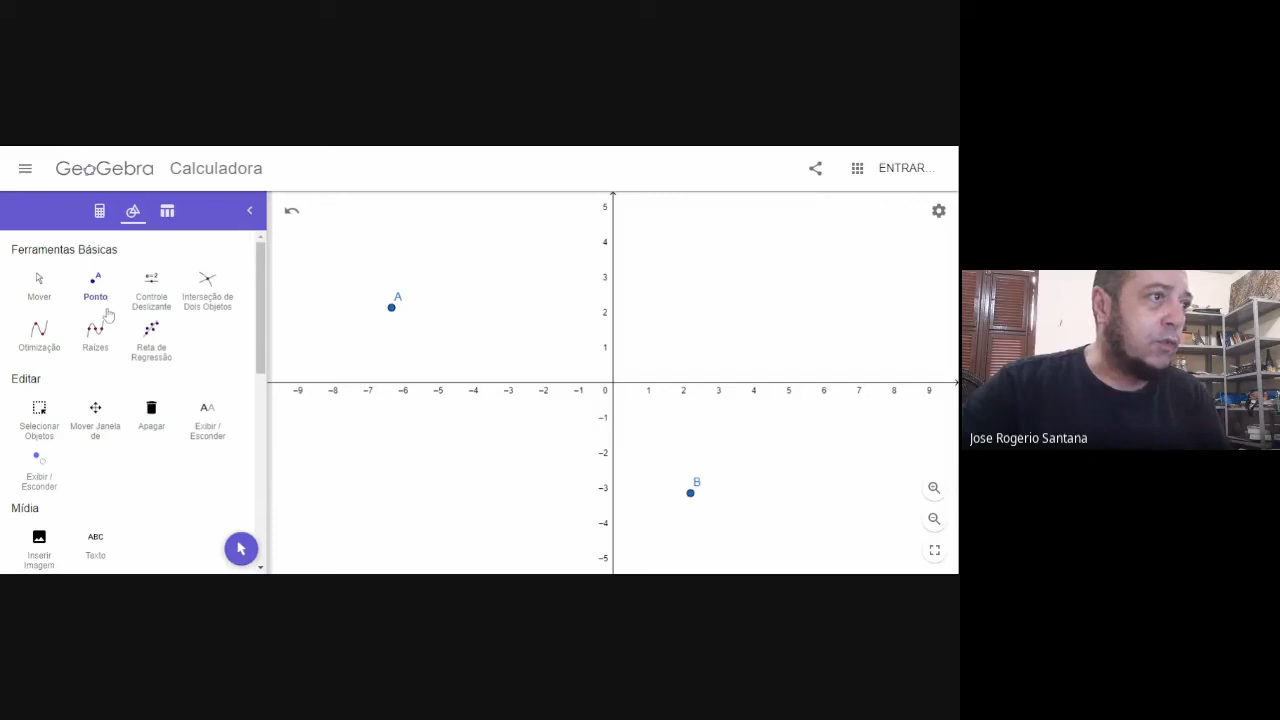 GeoGebra Calculadora
ENTRAR...
Ferramentas Básicas
A
a=2
Mover
Ponto
Controle
Deslizante
Interseção de
Dois Objetos
Otimização
Raízes
Reta de
Regressão
Editar
AA
Selecionar
Objetos
Mover Janela
de
Apagar
Exibir /
Esconder
Exibir /
Esconder
Mídia
ABC
Inserir
Imagem
Texto
5
4
3
2
1
−9 −8 −7 −6 −5 −4 −3 −2 −1 0 1 2 3 4 5 6 7 8 9
−1
−2
−3
−4
−5
A
B
Jose Rogerio Santana